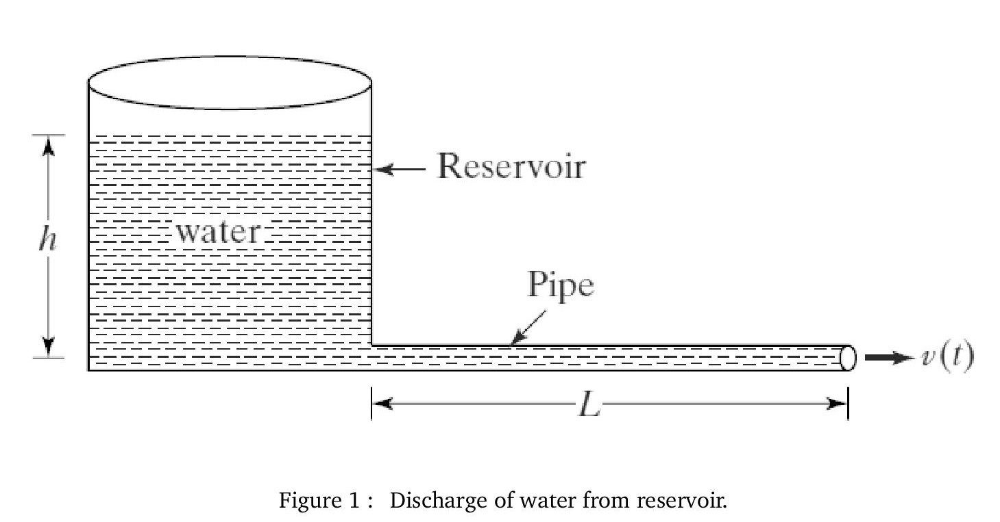 Reservoir
water
h
Pipe
v(t)
L
Figure 1 : Discharge of water from reservoir.